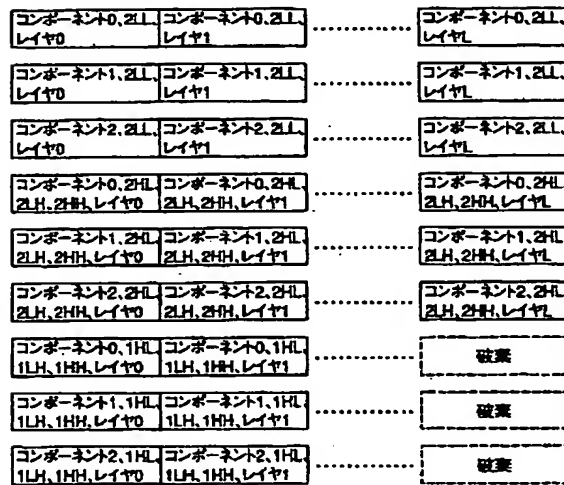 コンポーネント0、2LL、 コンポーネント0、2LL、 コンポーネント0、2LL、
レイヤ0 レイヤ1 レイヤL
コンポーネント1、2LL、 コンポーネント1、2LL、 コンポーネント1、2LL、
レイヤ0 レイヤ1 レイヤL
コンポーネント2、2LL、 コンポーネント2、2LL、 コンポーネント2、2LL、
レイヤ0 レイヤ1 レイヤL
コンポーネント0、2HL、 コンポーネント0、2HL、 コンポーネント0、2HL、
2LH、2HH、レイヤ0 2LH、2HH、レイヤ1 2LH、2HH、レイヤL
コンポーネント1、2HL、 コンポーネント1、2HL、 コンポーネント1、2HL、
2LH、2HH、レイヤ0 2LH、2HH、レイヤ1 2LH、2HH、レイヤL
コンポーネント2、2HL、 コンポーネント2、2HL、 コンポーネント2、2HL、
2LH、2HH、レイヤ0 2LH、2HH、レイヤ1 2LH、2HH、レイヤL
コンポーネント0、1HL、 コンポーネント0、1HL、 破棄
1LH、1HH、レイヤ0 1LH、1HH、レイヤ1
コンポーネント1、1HL、 コンポーネント1、1HL、 破棄
1LH、1HH、レイヤ0 1LH、1HH、レイヤ1
コンポーネント2、1HL、 コンポーネント2、1HL、 破棄
1LH、1HH、レイヤ0 1LH、1HH、レイヤ1